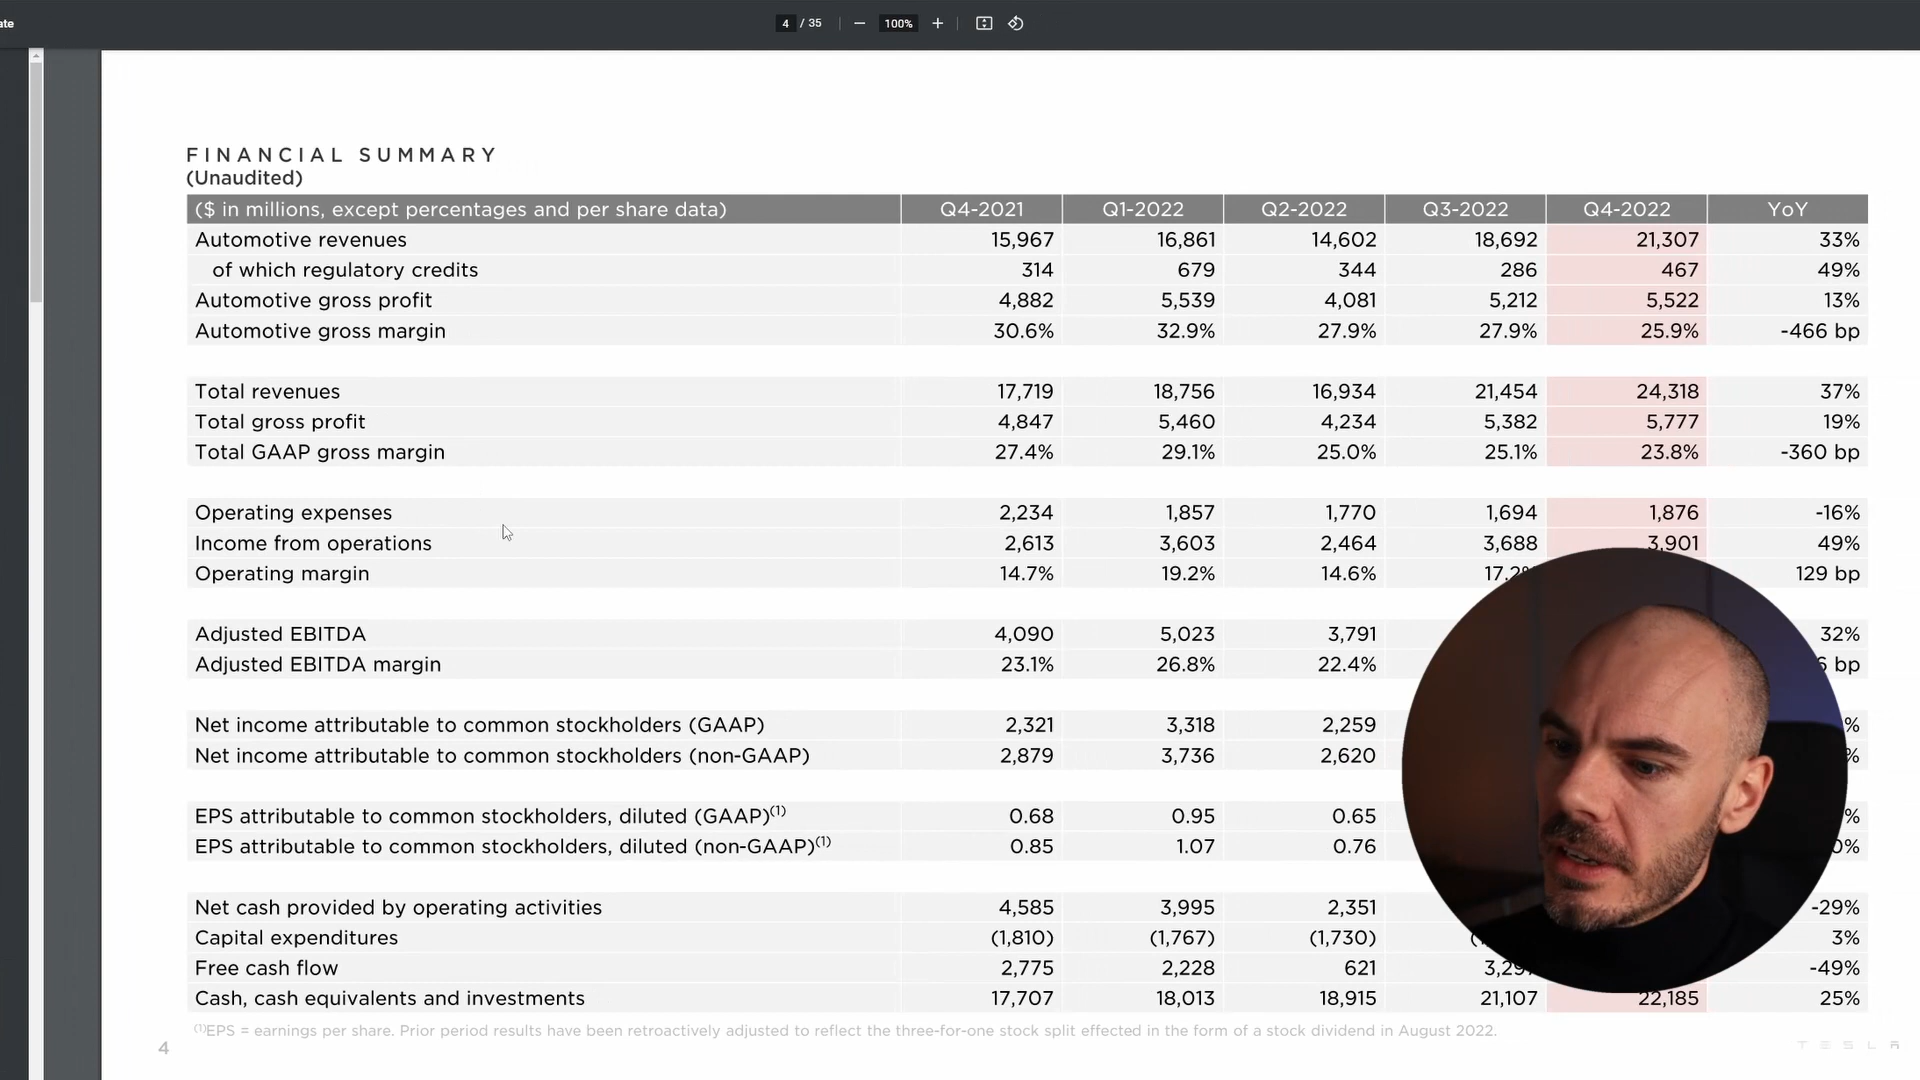 ate
4 / 35 — 100% +
FINANCIAL SUMMARY
(Unaudited)
($ in millions, except percentages and per share data) Q4-2021 Q1-2022 Q2-2022 Q3-2022 Q4-2022 YoY
Automotive revenues 15,967 16,861 14,602 18,692 21,307 33%
of which regulatory credits 314 679 344 286 467 49%
Automotive gross profit 4,882 5,539 4,081 5,212 5,522 13%
Automotive gross margin 30.6% 32.9% 27.9% 27.9% 25.9% -466 bp
Total revenues 17,719 18,756 16,934 21,454 24,318 37%
Total gross profit 4,847 5,460 4,234 5,382 5,777 19%
Total GAAP gross margin 27.4% 29.1% 25.0% 25.1% 23.8% -360 bp
Operating expenses 2,234 1,857 1,770 1,694 1,876 -16%
Income from operations 2,613 3,603 2,464 3,688 3,901 49%
Operating margin 14.7% 19.2% 14.6% 17.2% 129 bp
Adjusted EBITDA 4,090 5,023 3,791 32%
Adjusted EBITDA margin 23.1% 26.8% 22.4% bp
Net income attributable to common stockholders (GAAP) 2,321 3,318 2,259 %
Net income attributable to common stockholders (non-GAAP) 2,879 3,736 2,620 %
EPS attributable to common stockholders, diluted (GAAP)(1) 0.68 0.95 0.65 %
EPS attributable to common stockholders, diluted (non-GAAP)(1) 0.85 1.07 0.76 0%
Net cash provided by operating activities 4,585 3,995 2,351 -29%
Capital expenditures (1,810) (1,767) (1,730) 3%
Free cash flow 2,775 2,228 621 3,297 -49%
Cash, cash equivalents and investments 17,707 18,013 18,915 21,107 22,185 25%
(1)EPS = earnings per share. Prior period results have been retroactively adjusted to reflect the three-for-one stock split effected in the form of a stock dividend in August 2022.
4
TESLA